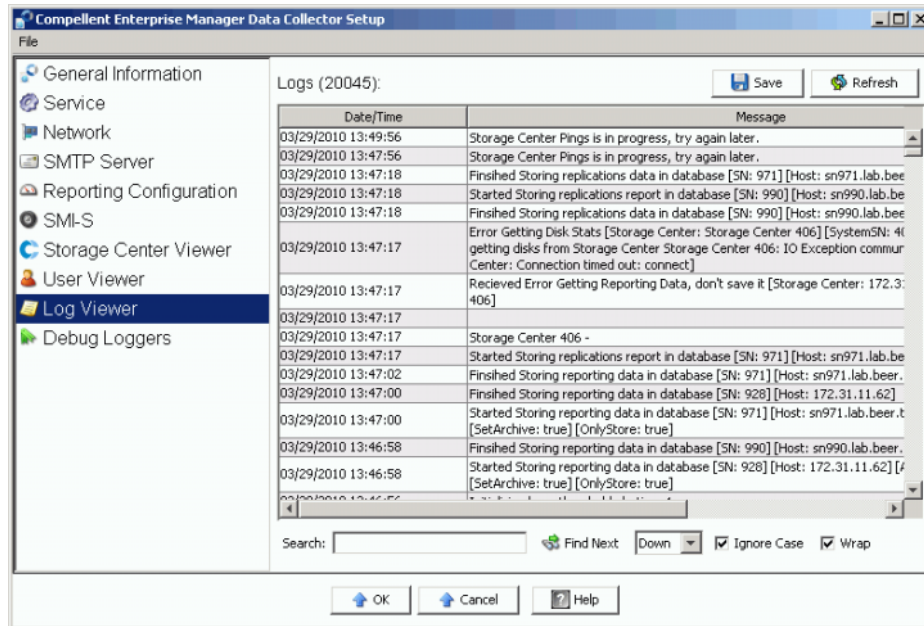 Compellent Enterprise Manager Data Collector Setup
File
General Information
Service
Network
SMTP Server
Reporting Configuration
SMI-S
Storage Center Viewer
User Viewer
Log Viewer
Debug Loggers
Logs (20045):
Save
Refresh
Date/Time Message
03/29/2010 13:49:56 Storage Center Pings is in progress, try again later.
03/29/2010 13:47:56 Storage Center Pings is in progress, try again later.
03/29/2010 13:47:18 Finsihed Storing replications data in database [SN: 971] [Host: sn971.lab.bee
03/29/2010 13:47:18 Started Storing replications report in database [SN: 990] [Host: sn990.lab.be
03/29/2010 13:47:18 Finsihed Storing replications data in database [SN: 990] [Host: sn990.lab.bee
03/29/2010 13:47:17 Error Getting Disk Stats [Storage Center: Storage Center 406] [SystemSN: 40
getting disks from Storage Center Storage Center 406: IO Exception commur
Center: Connection timed out: connect]
03/29/2010 13:47:17 Recieved Error Getting Reporting Data, don't save it [Storage Center: 172.31
406]
03/29/2010 13:47:17
03/29/2010 13:47:17 Storage Center 406 -
03/29/2010 13:47:17 Started Storing replications report in database [SN: 971] [Host: sn971.lab.be
03/29/2010 13:47:02 Finsihed Storing reporting data in database [SN: 971] [Host: sn971.lab.beer.
03/29/2010 13:47:00 Finsihed Storing reporting data in database [SN: 928] [Host: 172.31.11.62]
03/29/2010 13:47:00 Started Storing reporting data in database [SN: 971] [Host: sn971.lab.beer.t
[SetArchive: true] [OnlyStore: true]
03/29/2010 13:46:58 Finsihed Storing reporting data in database [SN: 990] [Host: sn990.lab.beer.
03/29/2010 13:46:58 Started Storing reporting data in database [SN: 928] [Host: 172.31.11.62] [A
[SetArchive: true] [OnlyStore: true]
Search:
Find Next
Down
Ignore Case
Wrap
OK
Cancel
Help